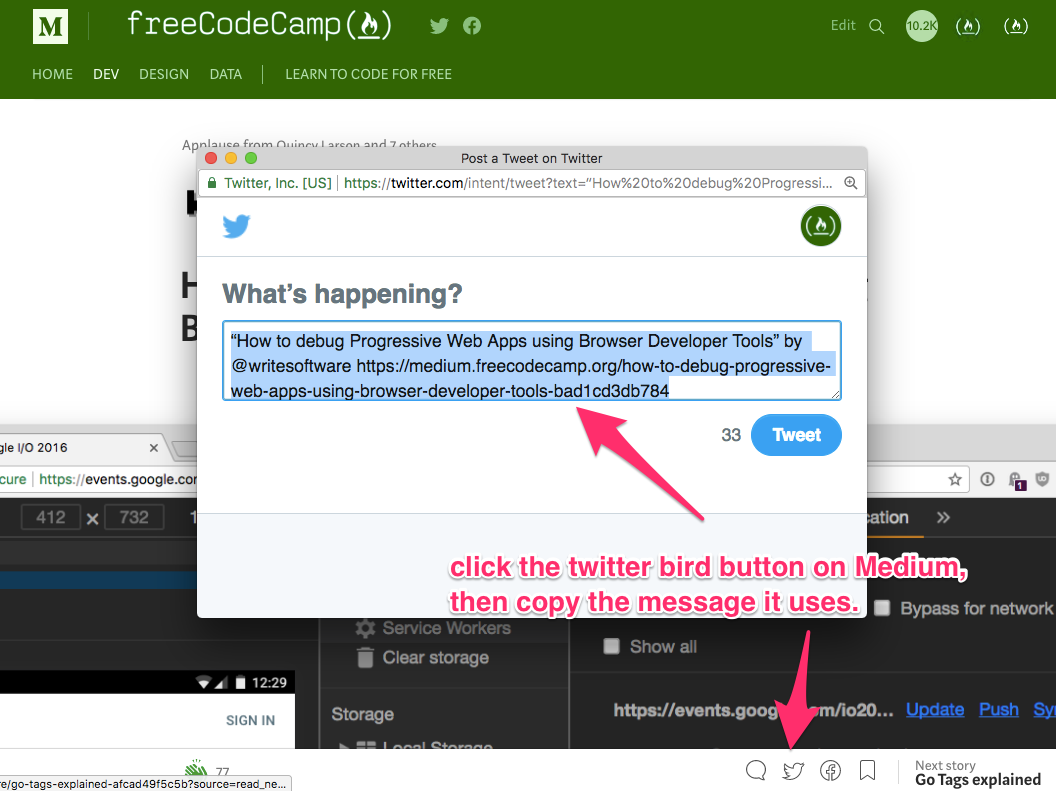 M freeCodeCamp(🔥) Edit 10.2K
HOME DEV DESIGN DATA LEARN TO CODE FOR FREE
Applause from Quincy Larson and 7 others
Post a Tweet on Twitter
Twitter, Inc. [US] https://twitter.com/intent/tweet?text="How%20to%20debug%20Progressi...
What's happening?
“How to debug Progressive Web Apps using Browser Developer Tools” by
@writesoftware https://medium.freecodecamp.org/how-to-debug-progressive-
web-apps-using-browser-developer-tools-bad1cd3db784
33 Tweet
gle I/O 2016
cure https://events.google.cor
1
412 x 732
cation »
click the twitter bird button on Medium,
then copy the message it uses.
Bypass for network
Service Workers
Show all
Clear storage
12:29
SIGN IN
Storage
https://events.goog m/io20... Update Push Syn
Local Storage
77
re/go-tags-explained-afcad49f5c5b?source=read_ne...
Next story
Go Tags explained